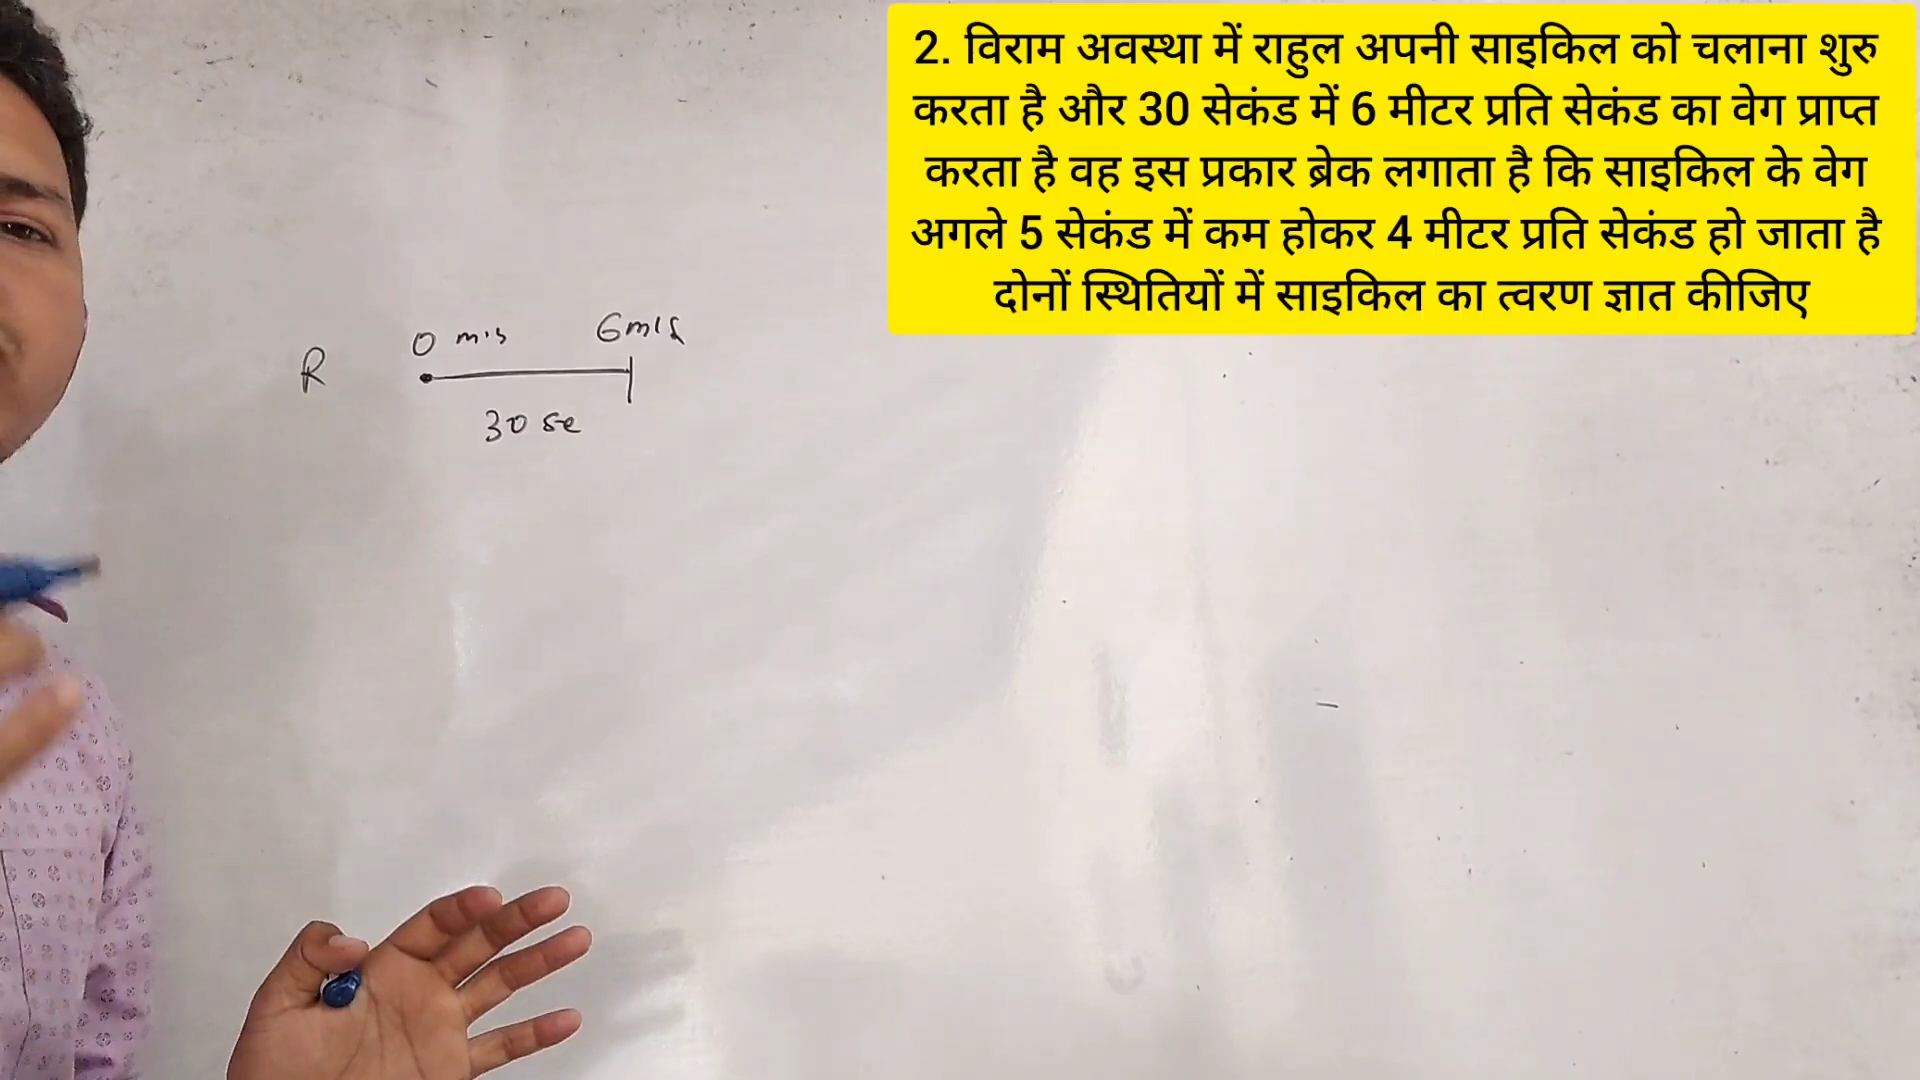 2. विराम अवस्था में राहुल अपनी साइकिल को चलाना शुरु
करता है और 30 सेकंड में 6 मीटर प्रति सेकंड का वेग प्राप्त
करता है वह इस प्रकार ब्रेक लगाता है कि साइकिल के वेग
अगले 5 सेकंड में कम होकर 4 मीटर प्रति सेकंड हो जाता है
दोनों स्थितियों में साइकिल का त्वरण ज्ञात कीजिए
0 m/s 6m/s
R
30 se